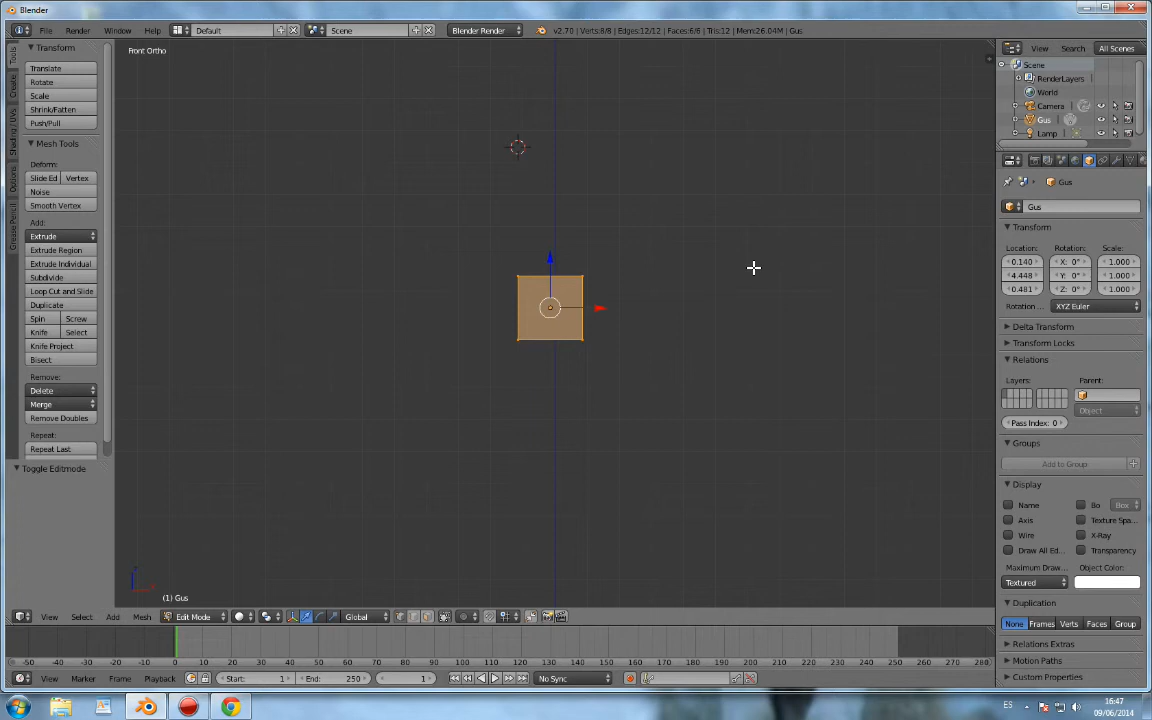 Blender
File Render Window Help Default Scene Blender Render v2.70 | Verts:8/8 | Edges:12/12 | Faces:6/6 | Tris:12 | Mem:26.04M | Gus
Tools
Create
Shading / UVs
Options
Grease Pencil
Transform
Translate
Rotate
Scale
Shrink/Fatten
Push/Pull
Mesh Tools
Deform:
Slide Ed Vertex
Noise
Smooth Vertex
Add:
Extrude
Extrude Region
Extrude Individual
Subdivide
Loop Cut and Slide
Duplicate
Spin Screw
Knife Select
Knife Project
Bisect
Remove:
Delete
Merge
Remove Doubles
Repeat:
Repeat Last
Toggle Editmode
Front Ortho
(1) Gus
View Select Add Mesh Edit Mode Global
-50 -40 -30 -20 -10 0 10 20 30 40 50 60 70 80 90 100 110 120 130 140 150 160 170 180 190 200 210 220 230 240 250 260 270 280
View Marker Frame Playback Start: 1 End: 250 1 No Sync
View Search All Scenes
Scene
RenderLayers
World
Camera
Gus
Lamp
Gus
Gus
Transform
Location: Rotation: Scale:
0.140 X: 0° 1.000
4.448 Y: 0° 1.000
0.481 Z: 0° 1.000
Rotation XYZ Euler
Delta Transform
Transform Locks
Relations
Layers: Parent:
Object
Pass Index: 0
Groups
Add to Group
Display
Name Bo Box
Axis Texture Spa...
Wire X-Ray
Draw All Ed... Transparency
Maximum Draw... Object Color:
Textured
Duplication
None Frames Verts Faces Group
Relations Extras
Motion Paths
Custom Properties
ES 16:47
09/06/2014